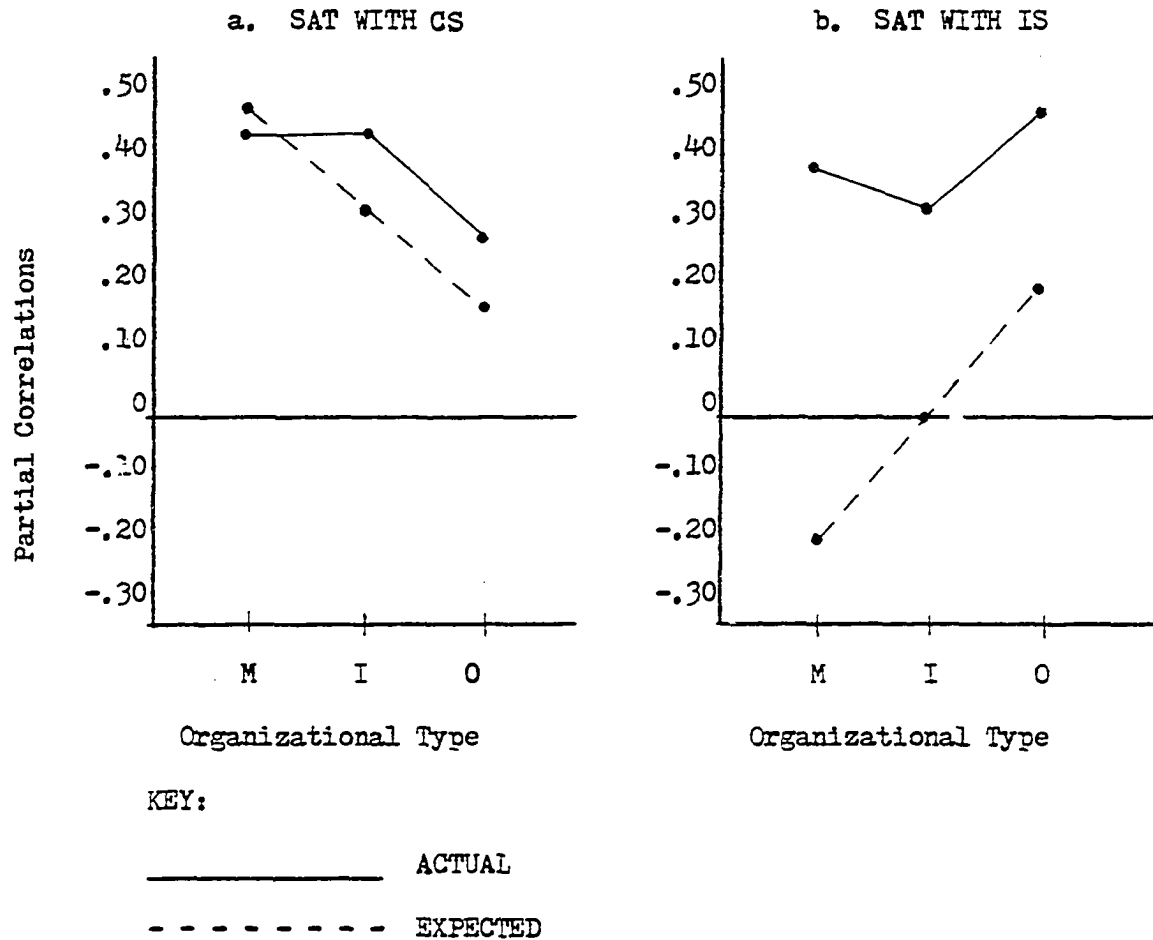 a. SAT WITH CS
b. SAT WITH IS
Partial Correlations
.50
.40
.30
.20
.10
0
-.10
-.20
-.30
M I O
Organizational Type
.50
.40
.30
.20
.10
0
-.10
-.20
-.30
M I O
Organizational Type
KEY:
ACTUAL
EXPECTED